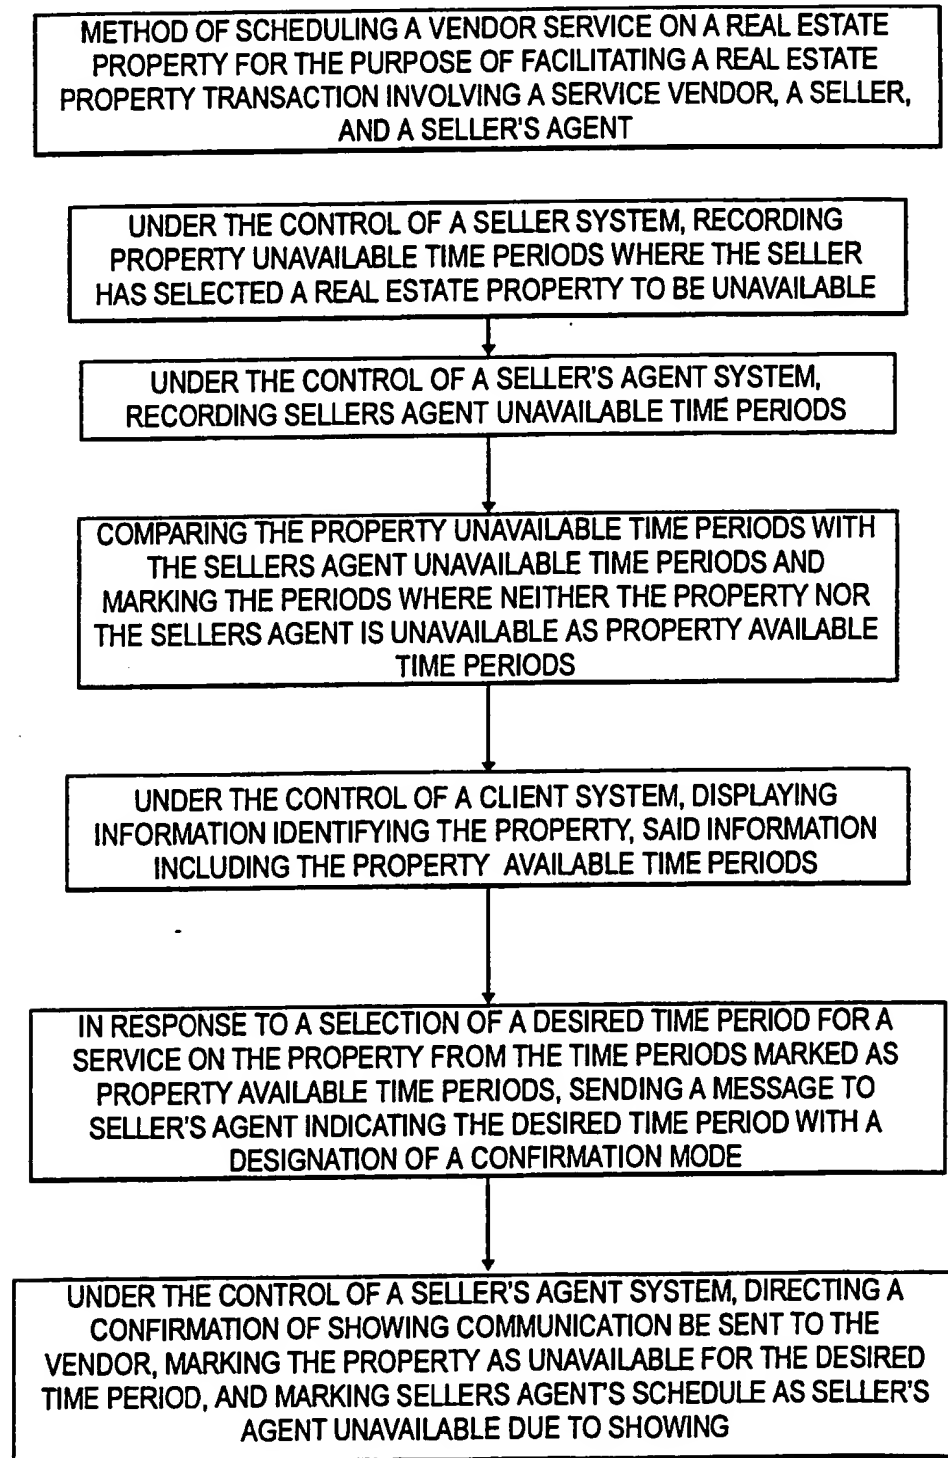 METHOD OF SCHEDULING A VENDOR SERVICE ON A REAL ESTATE
PROPERTY FOR THE PURPOSE OF FACILITATING A REAL ESTATE
PROPERTY TRANSACTION INVOLVING A SERVICE VENDOR, A SELLER,
AND A SELLER'S AGENT
UNDER THE CONTROL OF A SELLER SYSTEM, RECORDING
PROPERTY UNAVAILABLE TIME PERIODS WHERE THE SELLER
HAS SELECTED A REAL ESTATE PROPERTY TO BE UNAVAILABLE
UNDER THE CONTROL OF A SELLER'S AGENT SYSTEM,
RECORDING SELLERS AGENT UNAVAILABLE TIME PERIODS
COMPARING THE PROPERTY UNAVAILABLE TIME PERIODS WITH
THE SELLERS AGENT UNAVAILABLE TIME PERIODS AND
MARKING THE PERIODS WHERE NEITHER THE PROPERTY NOR
THE SELLERS AGENT IS UNAVAILABLE AS PROPERTY AVAILABLE
TIME PERIODS
UNDER THE CONTROL OF A CLIENT SYSTEM, DISPLAYING
INFORMATION IDENTIFYING THE PROPERTY, SAID INFORMATION
INCLUDING THE PROPERTY AVAILABLE TIME PERIODS
IN RESPONSE TO A SELECTION OF A DESIRED TIME PERIOD FOR A
SERVICE ON THE PROPERTY FROM THE TIME PERIODS MARKED AS
PROPERTY AVAILABLE TIME PERIODS, SENDING A MESSAGE TO
SELLER'S AGENT INDICATING THE DESIRED TIME PERIOD WITH A
DESIGNATION OF A CONFIRMATION MODE
UNDER THE CONTROL OF A SELLER'S AGENT SYSTEM, DIRECTING A
CONFIRMATION OF SHOWING COMMUNICATION BE SENT TO THE
VENDOR, MARKING THE PROPERTY AS UNAVAILABLE FOR THE DESIRED
TIME PERIOD, AND MARKING SELLERS AGENT'S SCHEDULE AS SELLER'S
AGENT UNAVAILABLE DUE TO SHOWING